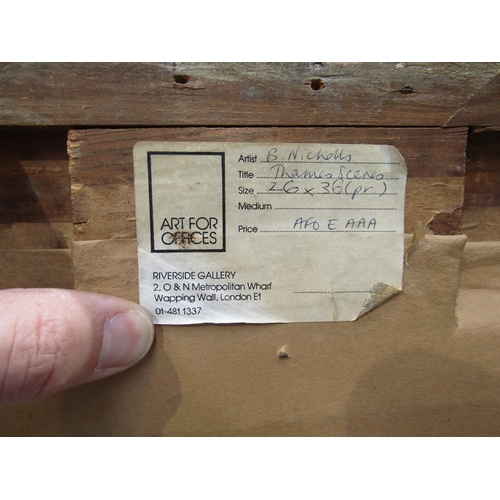 Artist B. Nicholls
Title Thames Scenes
Size 26 x 36 (pr)
Medium
Price AFO E AAA
ART FOR
OFFICES
RIVERSIDE GALLERY
2, O & N Metropolitan Wharf
Wapping Wall, London E1
01-481 1337